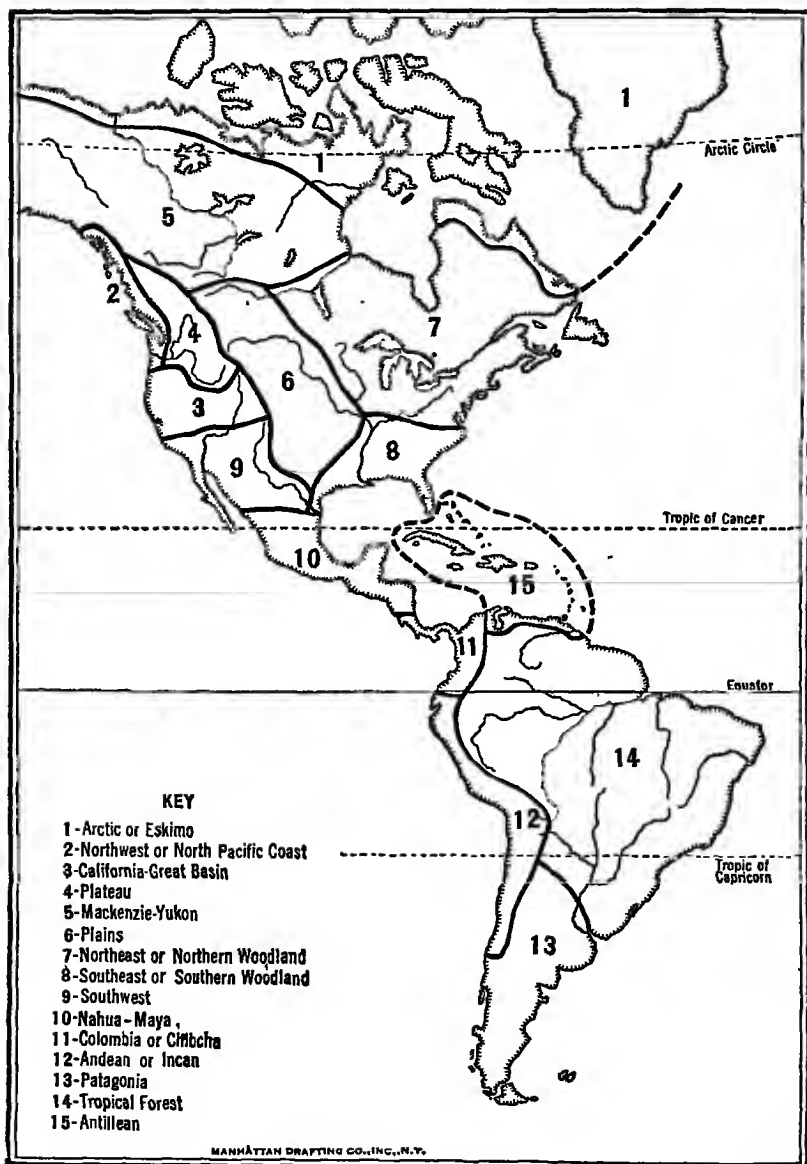 1
Arctic Circle
1
5
2
7
4
6
3
8
9
Tropic of Cancer
10
15
11
Equator
14
KEY
1-Arctic or Eskimo
12
2-Northwest or North Pacific Coast
3-California-Great Basin
Tropic of
Capricorn
4-Plateau
5-Mackenzie-Yukon
6-Plains
13
7-Northeast or Northern Woodland
8-Southeast or Southern Woodland
9-Southwest
10-Nahua-Maya,
11-Colombia or Chibcha
12-Andean or Incan
13-Patagonia
14-Tropical Forest
15-Antillean
MANHATTAN DRAFTING CO., INC., N.Y.